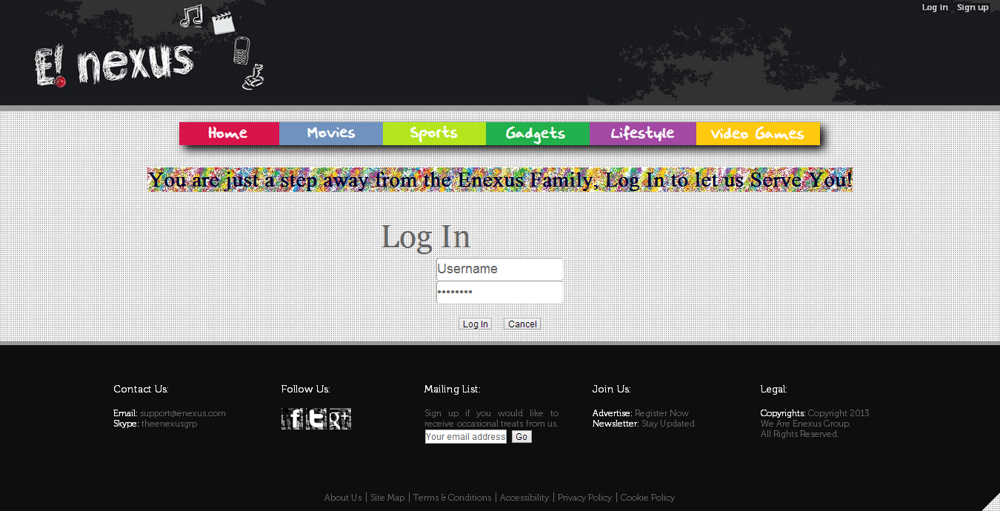 Log in Sign up
E! nexus
Home Movies Sports Gadgets Lifestyle Video Games
You are just a step away from the Enexus Family, Log In to let us Serve You!
Log In
Username
••••••••
Log In Cancel
Contact Us:
Email: support@enexus.com
Skype: theenexusgrp
Follow Us:
f t g+
Mailing List:
Sign up if you would like to
receive occasional treats from us.
Your email address Go
Join Us:
Advertise: Register Now
Newsletter: Stay Updated
Legal:
Copyrights: Copyright 2013
We Are Enexus Group.
All Rights Reserved.
About Us | Site Map | Terms & Conditions | Accessibility | Privacy Policy | Cookie Policy